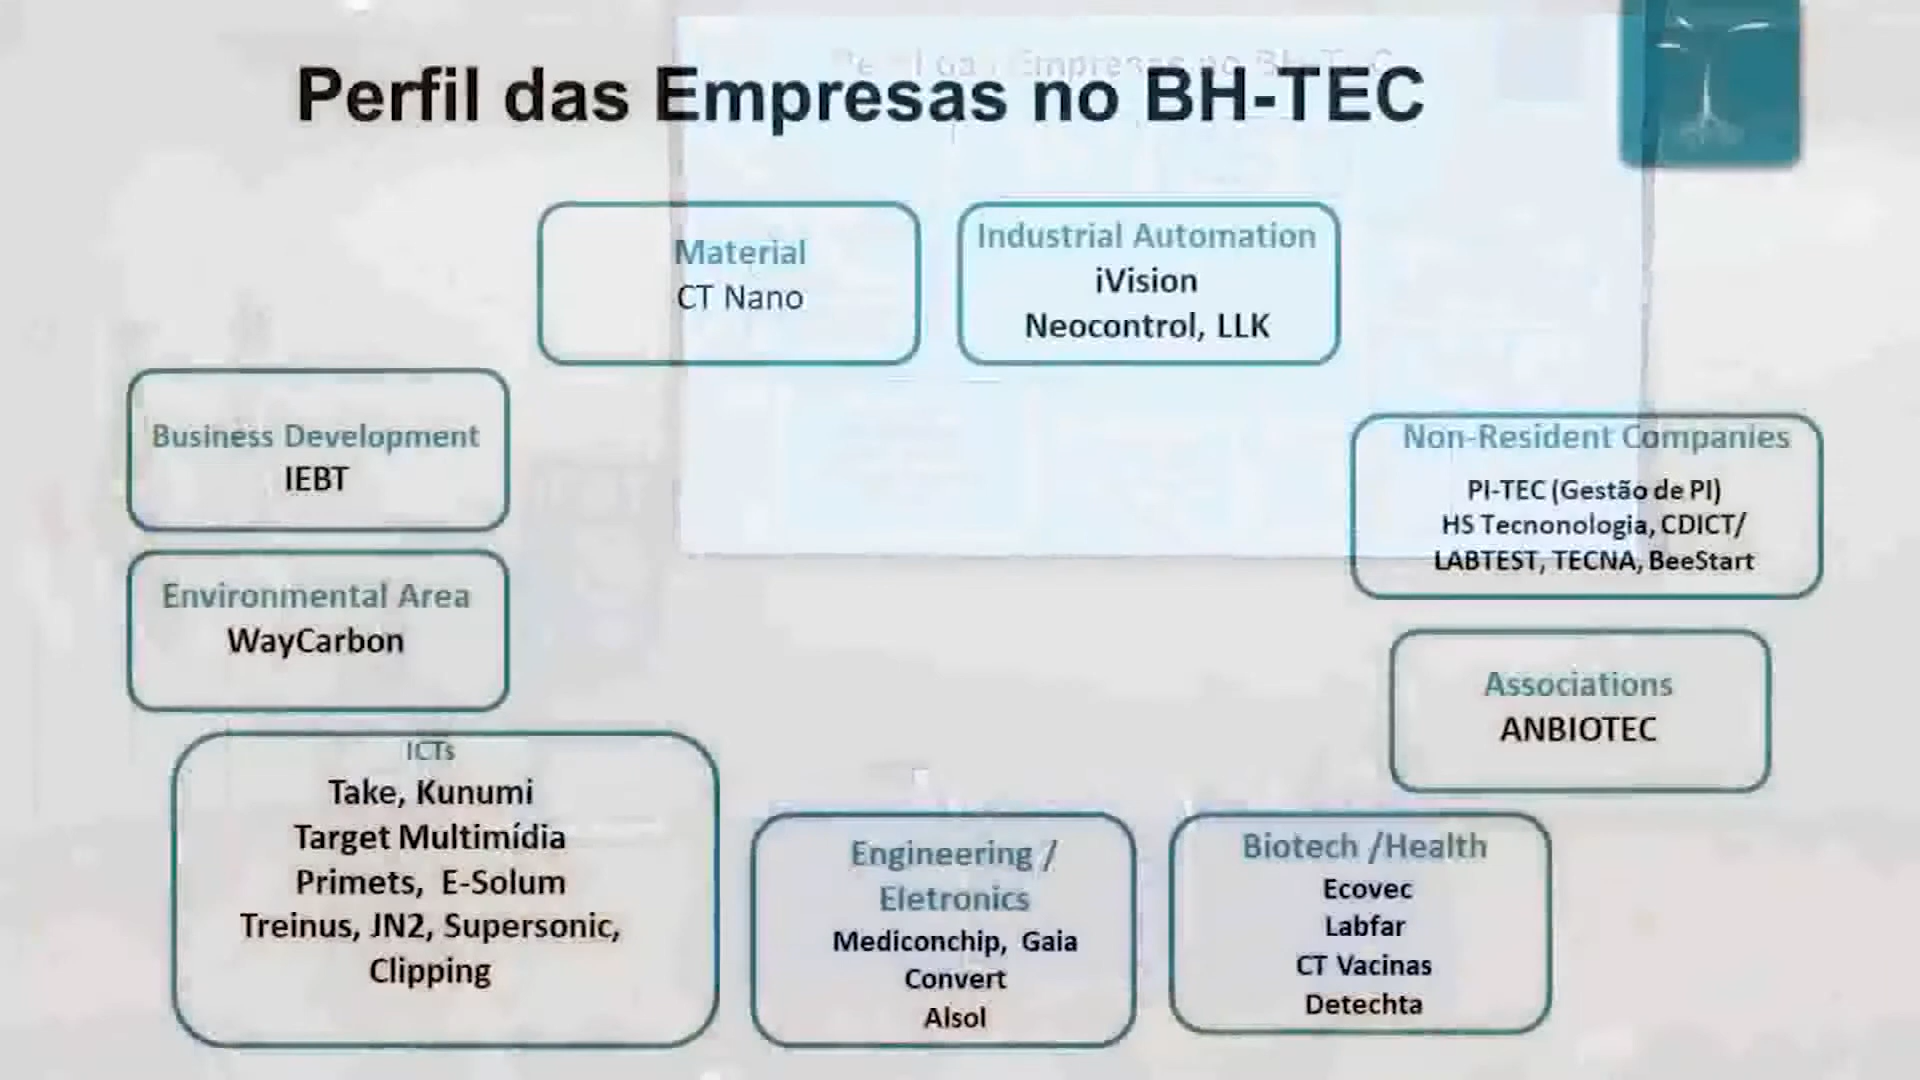 Perfil das Empresas no BH-TEC
Material
CT Nano
Industrial Automation
iVision
Neocontrol, LLK
Business Development
IEBT
Non-Resident Companies
PI-TEC (Gestão de PI)
HS Tecnonologia, CDICT/
LABTEST, TECNA, BeeStart
Environmental Area
WayCarbon
Associations
ANBIOTEC
ICTs
Take, Kunumi
Target Multimídia
Primets, E-Solum
Treinus, JN2, Supersonic,
Clipping
Engineering /
Eletronics
Mediconchip, Gaia
Convert
Alsol
Biotech /Health
Ecovec
Labfar
CT Vacinas
Detechta